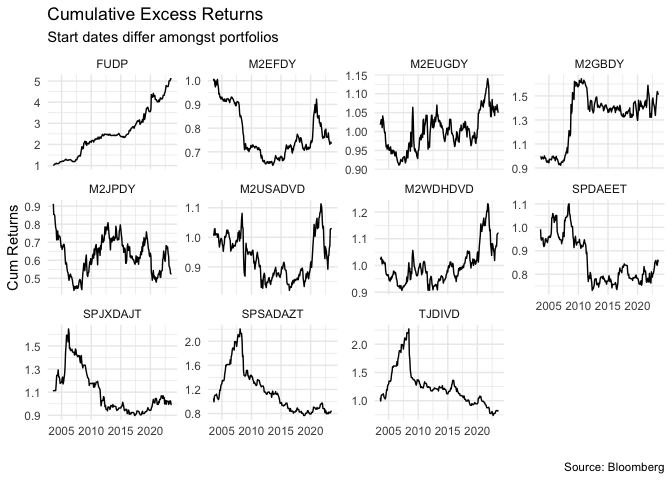 Cumulative Excess Returns
Start dates differ amongst portfolios
FUDP M2EFDY M2EUGDY M2GBDY
5 4 3 2 1
1.0 0.9 0.8 0.7
1.15 1.10 1.05 1.00 0.95 0.90
1.5 1.2 0.9
M2JPDY M2USADVD M2WDHDVD SPDAEET
0.9 0.8 0.7 0.6 0.5
1.1 1.0 0.9
1.2 1.1 1.0 0.9
1.1 1.0 0.9 0.8
2005 2010 2015 2020
Cum Returns
SPJXDAJT SPSADAZT TJDIVD
1.5 1.3 1.1 0.9
2.0 1.6 1.2 0.8
2.0 1.5 1.0
2005 2010 2015 2020 2005 2010 2015 2020 2005 2010 2015 2020
Source: Bloomberg